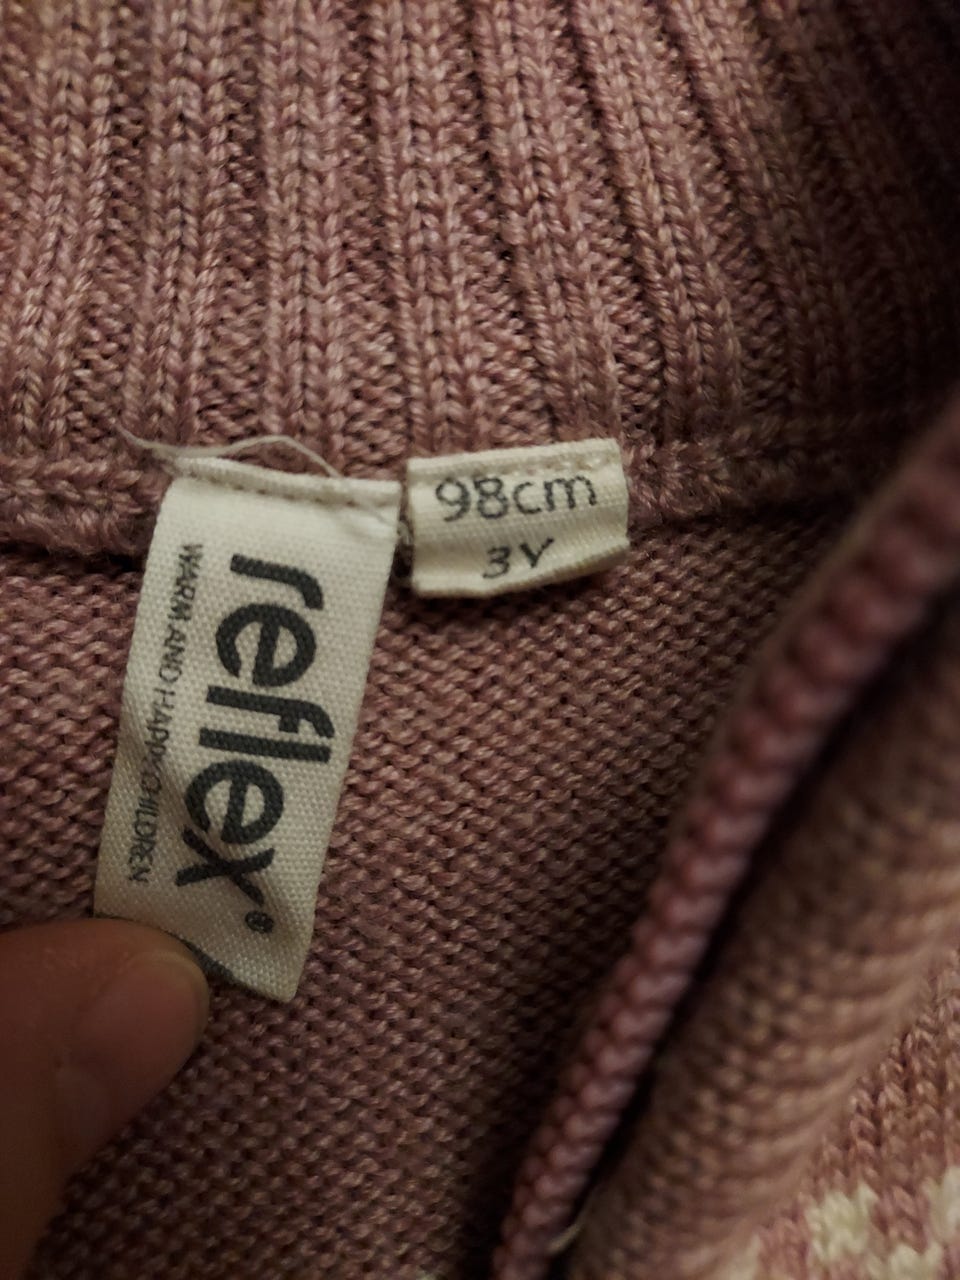 reflex®
WARM AND HAPPY CHILDREN
98cm
3Y